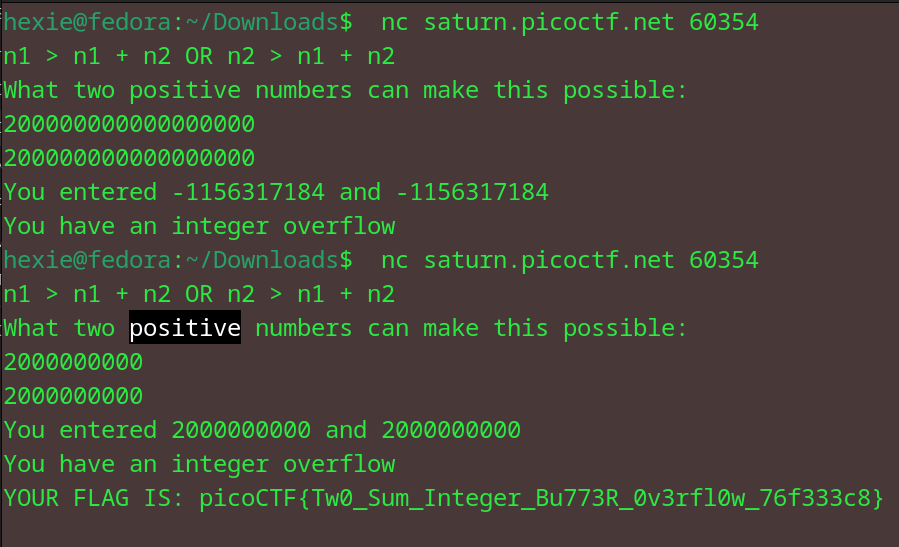 hexie@fedora:~/Downloads$  nc saturn.picoctf.net 60354
n1 > n1 + n2 OR n2 > n1 + n2
What two positive numbers can make this possible:
200000000000000000
200000000000000000
You entered -1156317184 and -1156317184
You have an integer overflow
hexie@fedora:~/Downloads$  nc saturn.picoctf.net 60354
n1 > n1 + n2 OR n2 > n1 + n2
What two positive numbers can make this possible:
2000000000
2000000000
You entered 2000000000 and 2000000000
You have an integer overflow
YOUR FLAG IS: picoCTF{Tw0_Sum_Integer_Bu773R_0v3rfl0w_76f333c8}